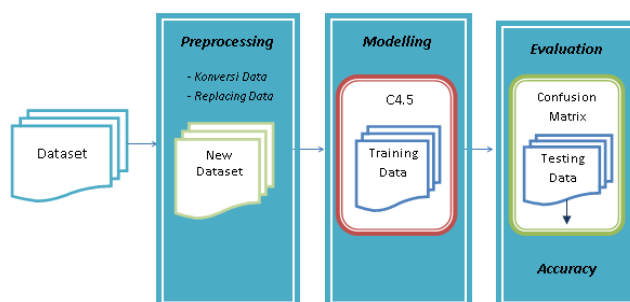 Dataset
Preprocessing
- Konversi Data
- Replacing Data
New
Dataset
Modelling
C4.5
Training
Data
Evaluation
Confusion
Matrix
Testing
Data
Accuracy